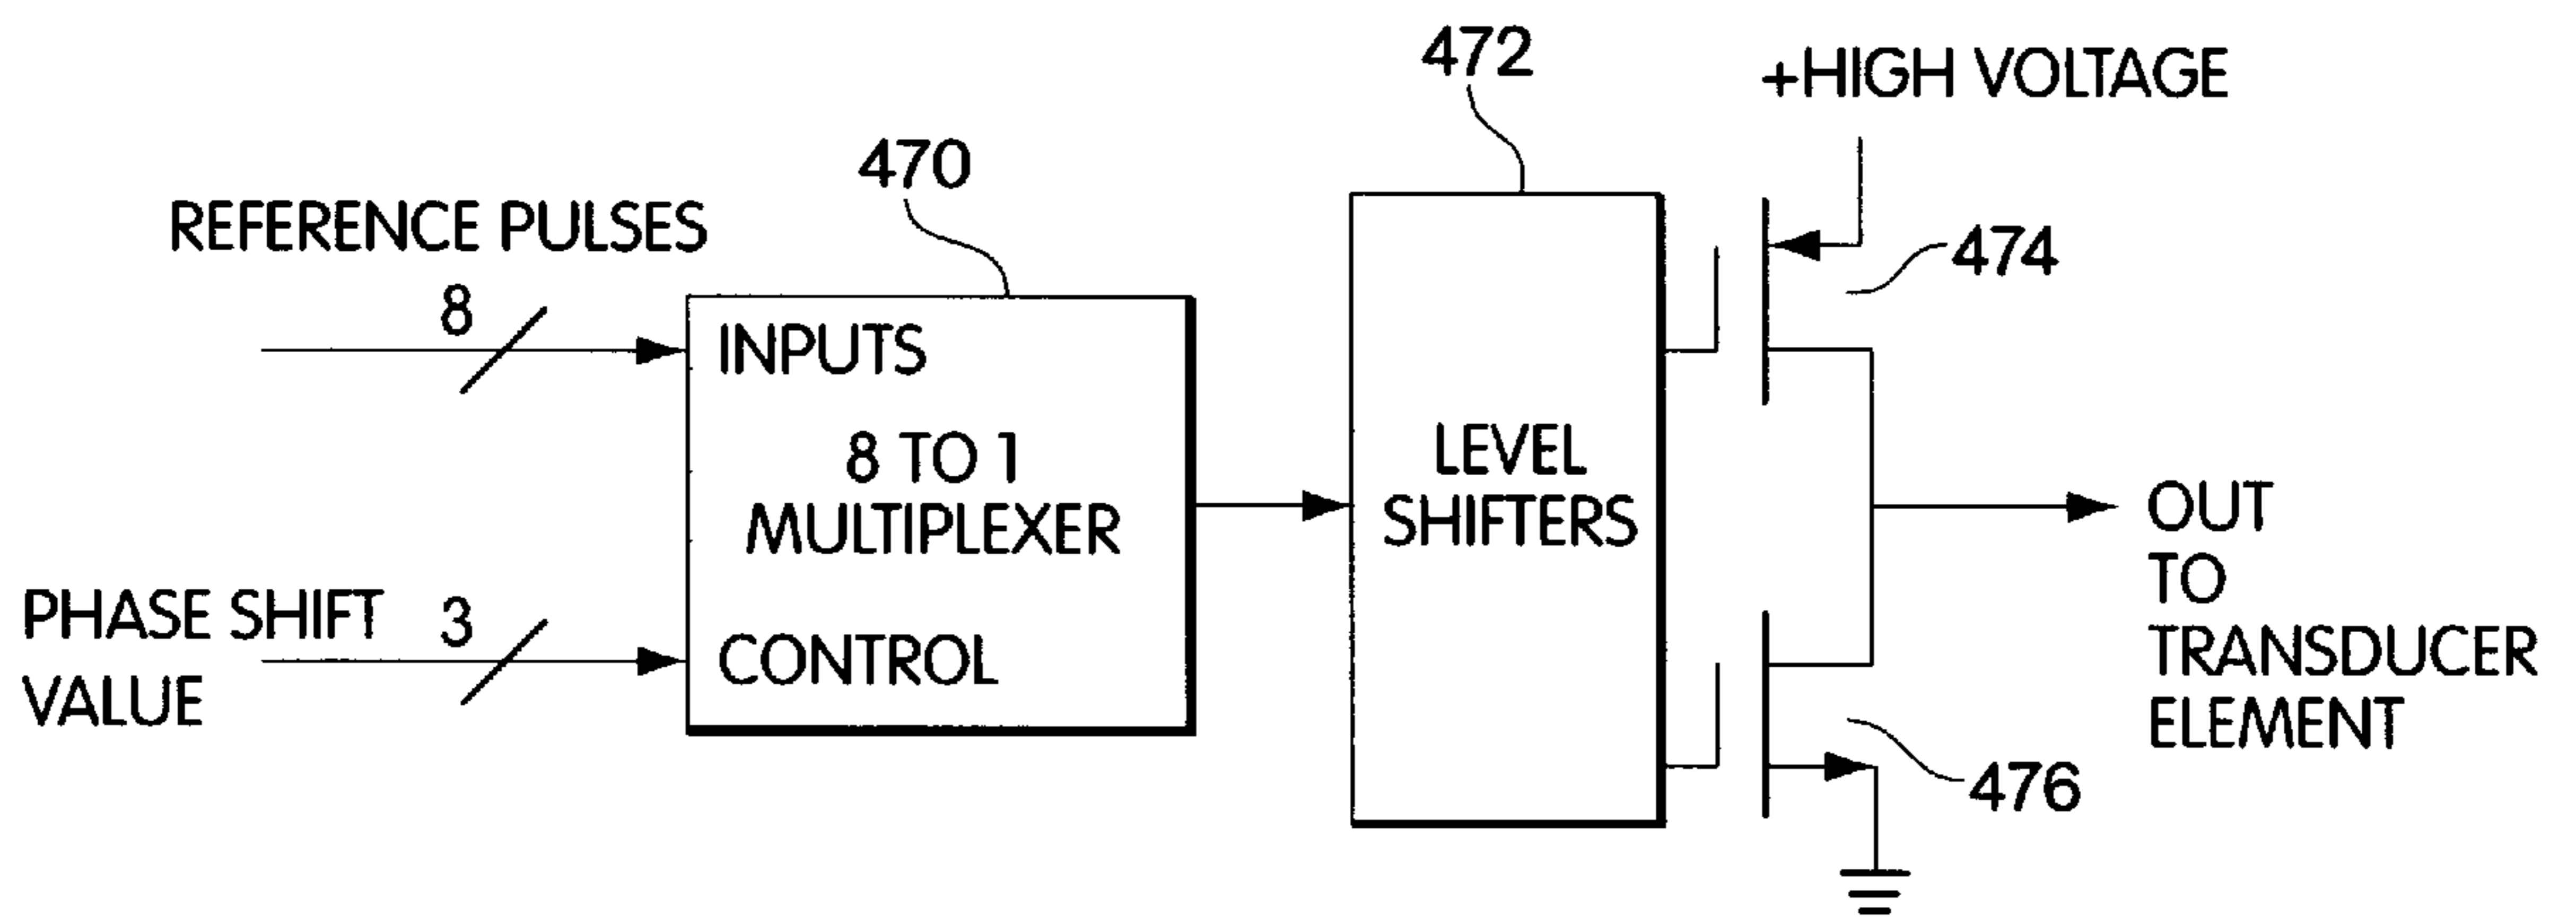 472
+HIGH VOLTAGE
470
REFERENCE PULSES
474
8
INPUTS
8 TO 1
MULTIPLEXER
LEVEL
SHIFTERS
OUT
TO
TRANSDUCER
ELEMENT
PHASE SHIFT
VALUE
3
CONTROL
476